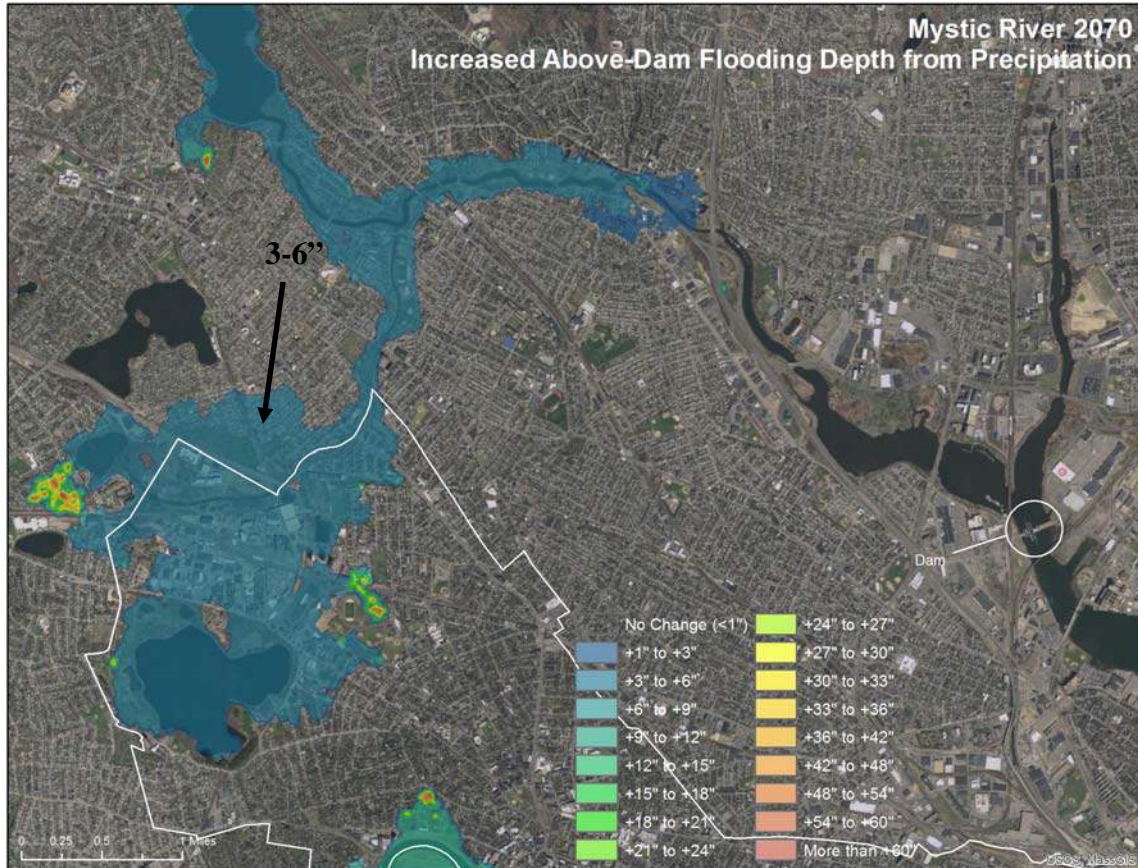 Mystic River 2070
Increased Above-Dam Flooding Depth from Precipitation
3-6”
Dam
No Change (<1")
+1" to +3"
+3" to +6"
+6" to +9"
+9" to +12"
+12" to +15"
+15" to +18"
+18" to +21"
+21" to +24"
+24" to +27"
+27" to +30"
+30" to +33"
+33" to +36"
+36" to +42"
+42" to +48"
+48" to +54"
+54" to +60"
More than +60"
0 0.25 0.5 1 Miles
USGS, MassGIS